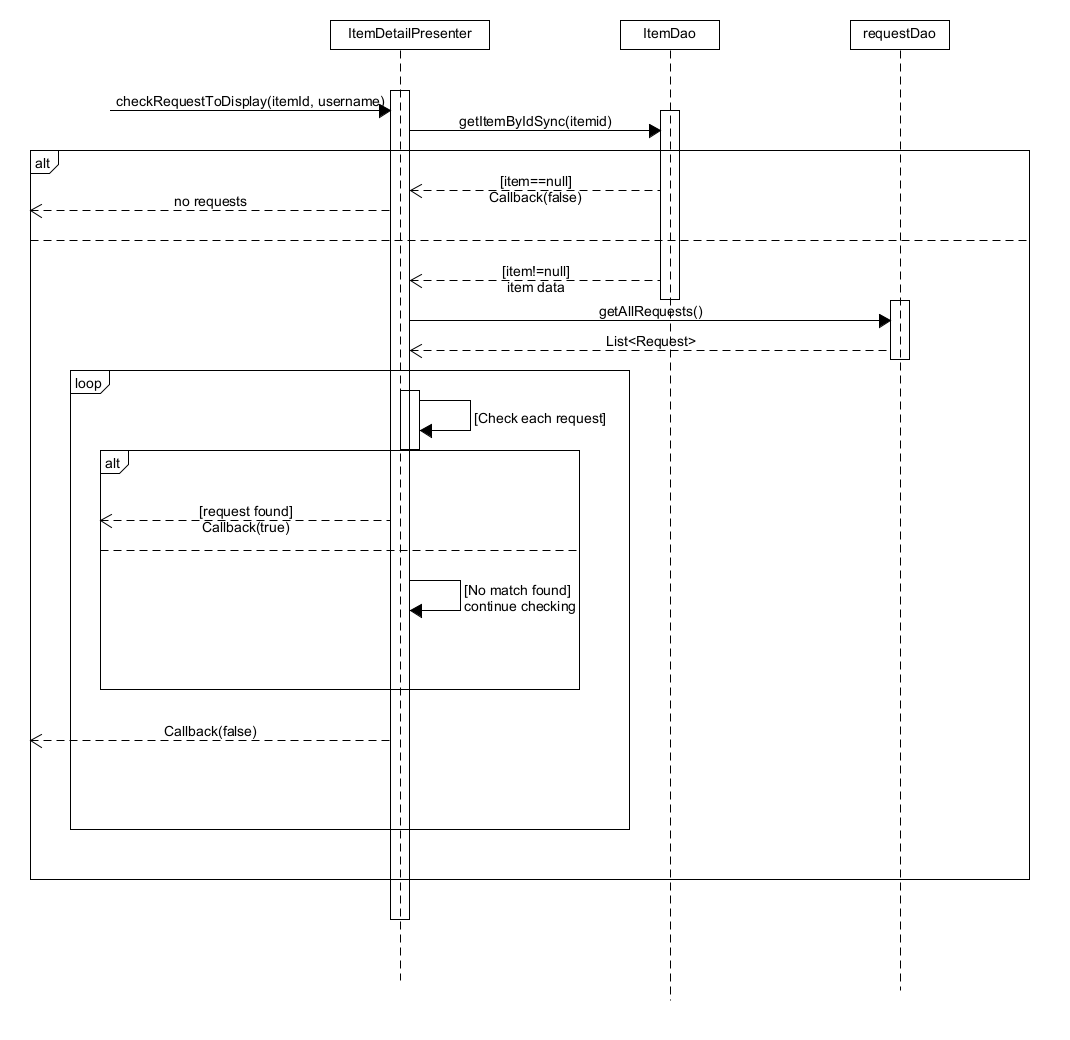 ItemDetailPresenter
ItemDao
requestDao
checkRequestToDisplay(itemId, username)
getItemByIdSync(itemid)
alt
[item==null]
Callback(false)
no requests
[item!=null]
item data
getAllRequests()
List<Request>
loop
[Check each request]
alt
[request found]
Callback(true)
[No match found]
continue checking
Callback(false)